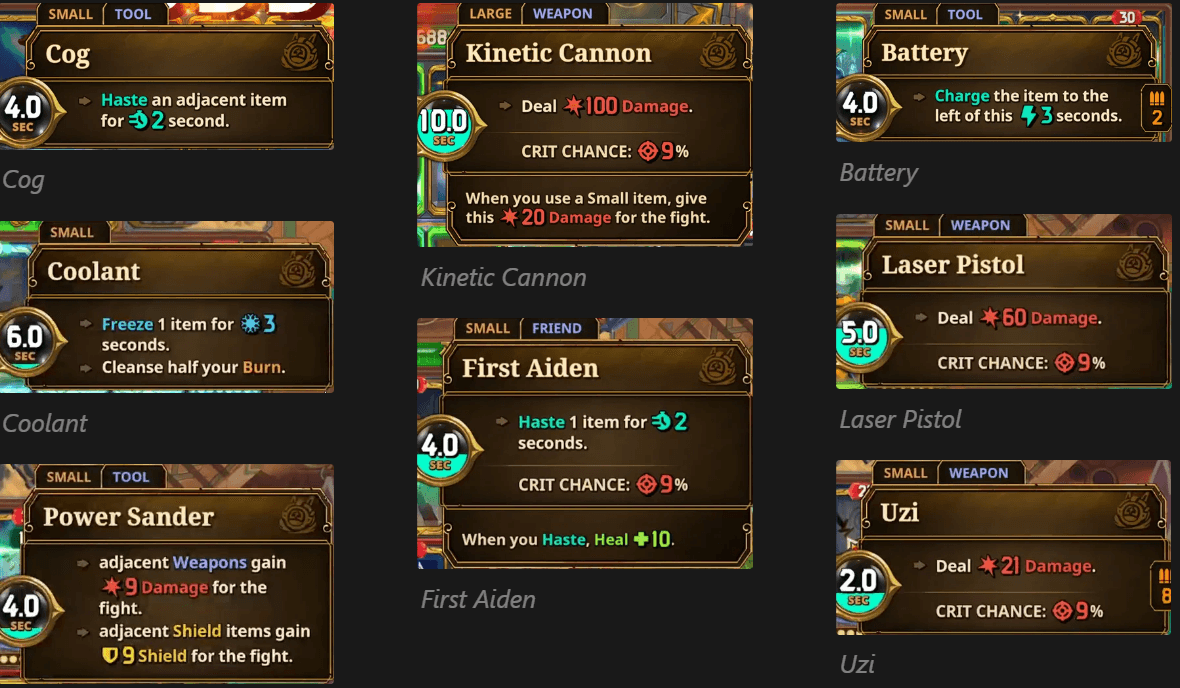 SMALL TOOL
Cog
4.0
SEC
Haste an adjacent item
for 2 second.
Cog
SMALL
Coolant
6.0
SEC
Freeze 1 item for 3
seconds.
Cleanse half your Burn.
Coolant
SMALL TOOL
Power Sander
4.0
SEC
adjacent Weapons gain
9 Damage for the
fight.
adjacent Shield items gain
9 Shield for the fight.
688
LARGE WEAPON
Kinetic Cannon
10.0
SEC
Deal 100 Damage.
CRIT CHANCE: 9%
When you use a Small item, give
this 20 Damage for the fight.
Kinetic Cannon
SMALL FRIEND
First Aiden
4.0
SEC
Haste 1 item for 2
seconds.
CRIT CHANCE: 9%
When you Haste, Heal +10.
First Aiden
SMALL TOOL
30
Battery
4.0
SEC
Charge the item to the
left of this 3 seconds.
2
Battery
SMALL WEAPON
Laser Pistol
5.0
SEC
Deal 60 Damage.
CRIT CHANCE: 9%
Laser Pistol
SMALL WEAPON
Uzi
2.0
SEC
Deal 21 Damage.
CRIT CHANCE: 9%
8
Uzi